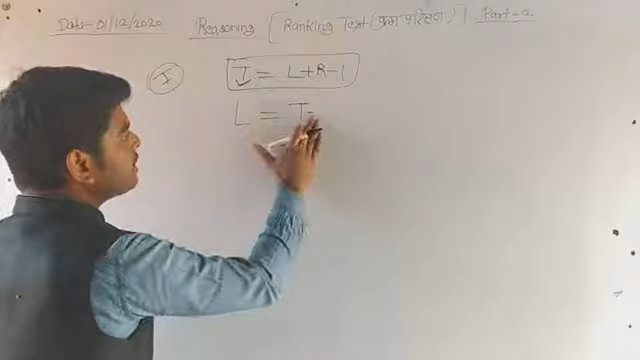 Date- 01/12/2020 Reasoning [Ranking Test (क्रम परीक्षण)] Part-2
I T = L+R-1
L = T-